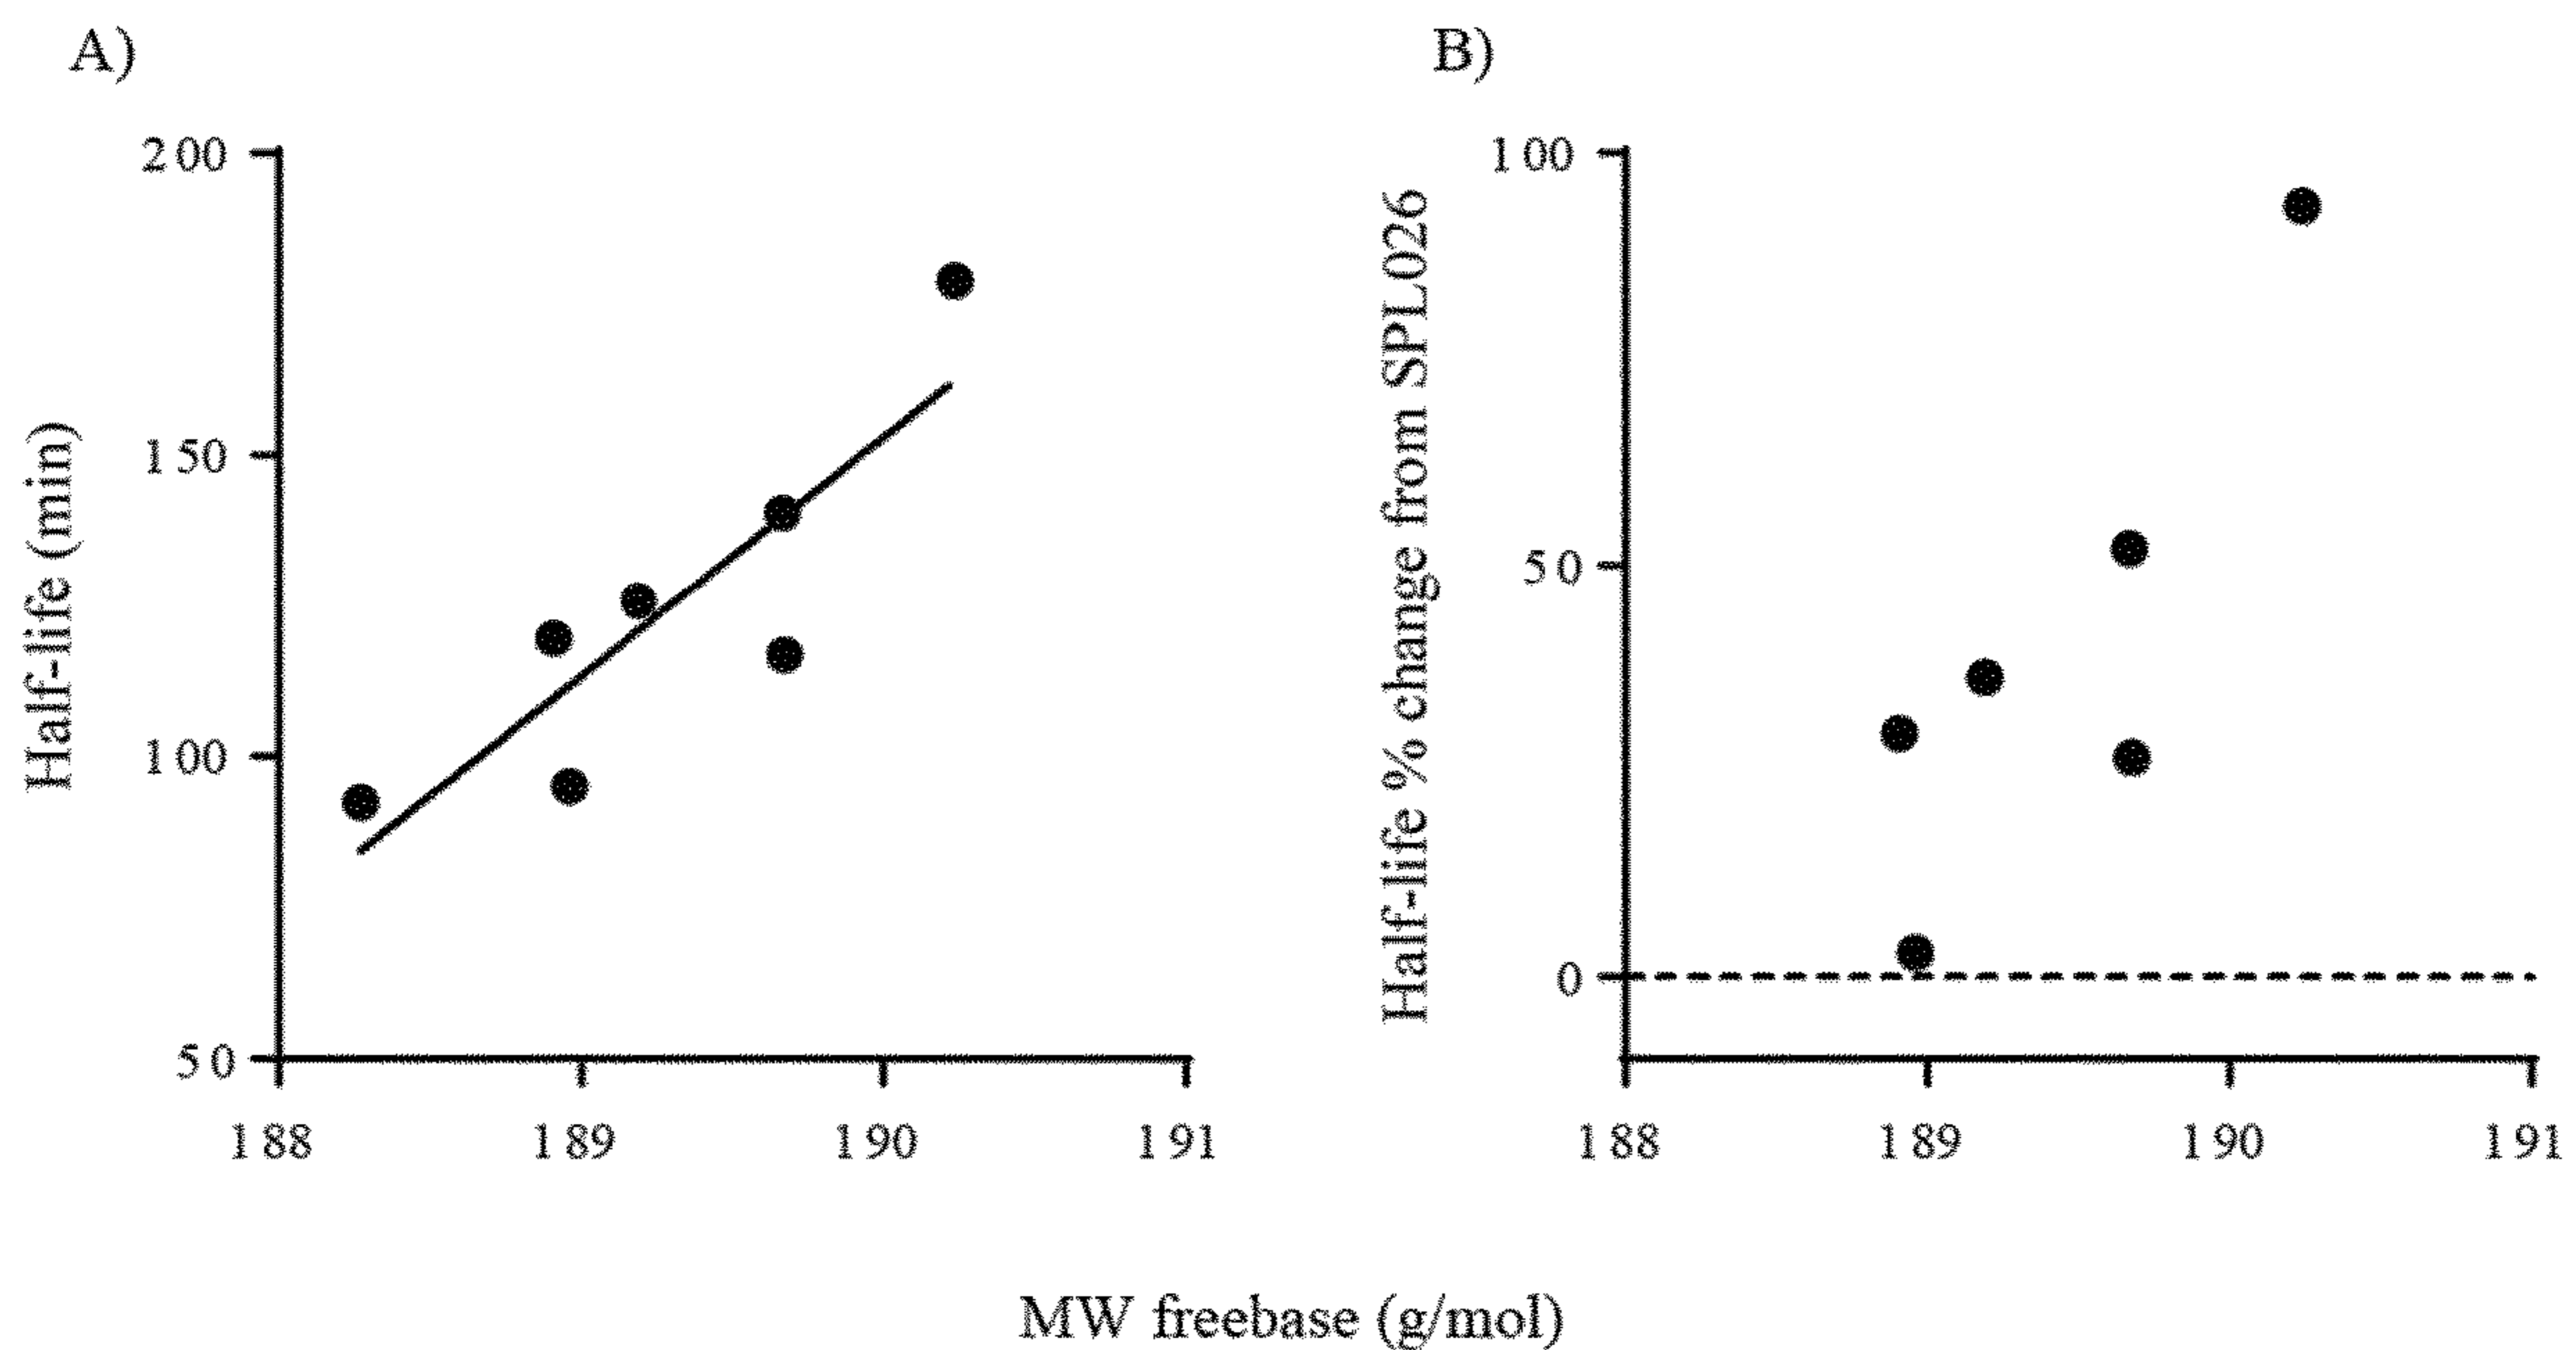 A)
Half-life (min)
200
150
100
50
188 189 190 191
B)
Half-life % change from SPL026
100
50
0
188 189 190 191
MW freebase (g/mol)